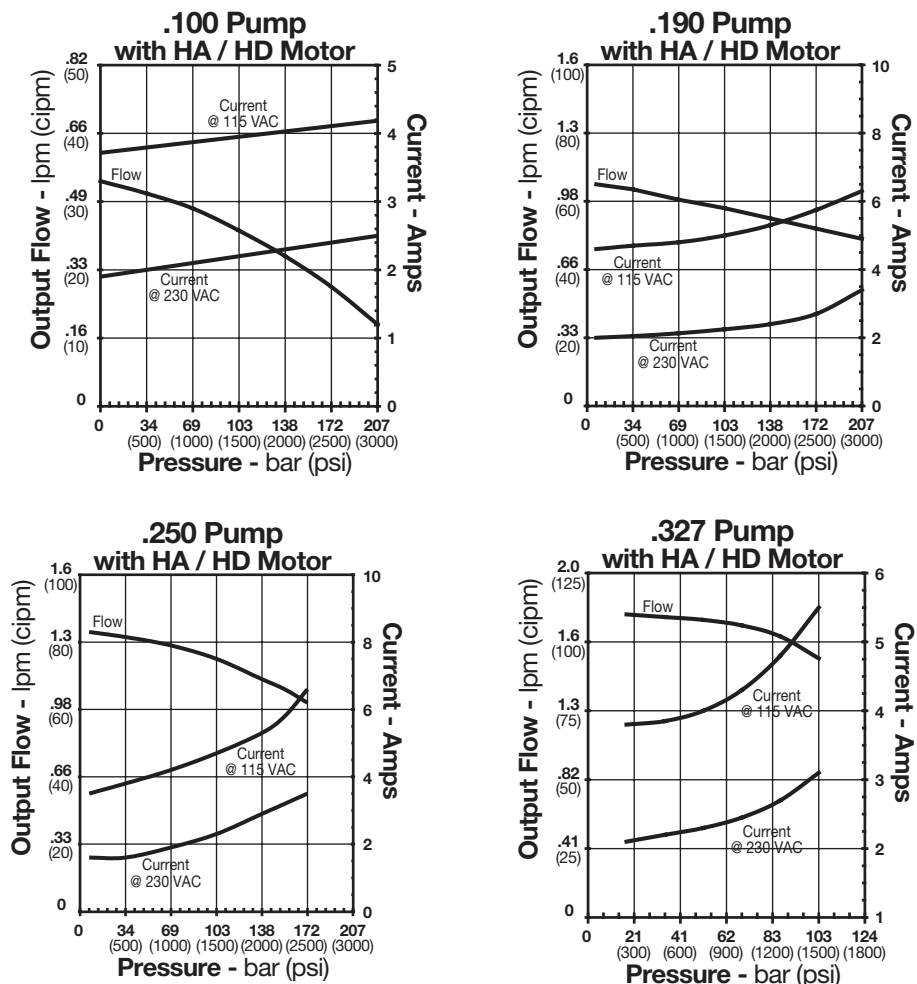 .100 Pump
with HA / HD Motor
Output Flow - lpm (cipm)
.82
(50)
.66
(40)
.49
(30)
.33
(20)
.16
(10)
0
Current
@ 115 VAC
Flow
Current
@ 230 VAC
5
4
3
2
1
0
Current - Amps
0 34 69 103 138 172 207
(500) (1000) (1500) (2000) (2500) (3000)
Pressure - bar (psi)
.190 Pump
with HA / HD Motor
Output Flow - lpm (cipm)
1.6
(100)
1.3
(80)
.98
(60)
.66
(40)
.33
(20)
0
Flow
Current
@ 115 VAC
Current
@ 230 VAC
10
8
6
4
2
0
Current - Amps
0 34 69 103 138 172 207
(500) (1000) (1500) (2000) (2500) (3000)
Pressure - bar (psi)
.250 Pump
with HA / HD Motor
Output Flow - lpm (cipm)
1.6
(100)
1.3
(80)
.98
(60)
.66
(40)
.33
(20)
0
Flow
Current
@ 115 VAC
Current
@ 230 VAC
10
8
6
4
2
0
Current - Amps
0 34 69 103 138 172 207
(500) (1000) (1500) (2000) (2500) (3000)
Pressure - bar (psi)
.327 Pump
with HA / HD Motor
Output Flow - lpm (cipm)
2.0
(125)
1.6
(100)
1.3
(75)
.82
(50)
.41
(25)
0
Flow
Current
@ 115 VAC
Current
@ 230 VAC
6
5
4
3
2
1
Current - Amps
0 21 41 62 83 103 124
(300) (600) (900) (1200) (1500) (1800)
Pressure - bar (psi)